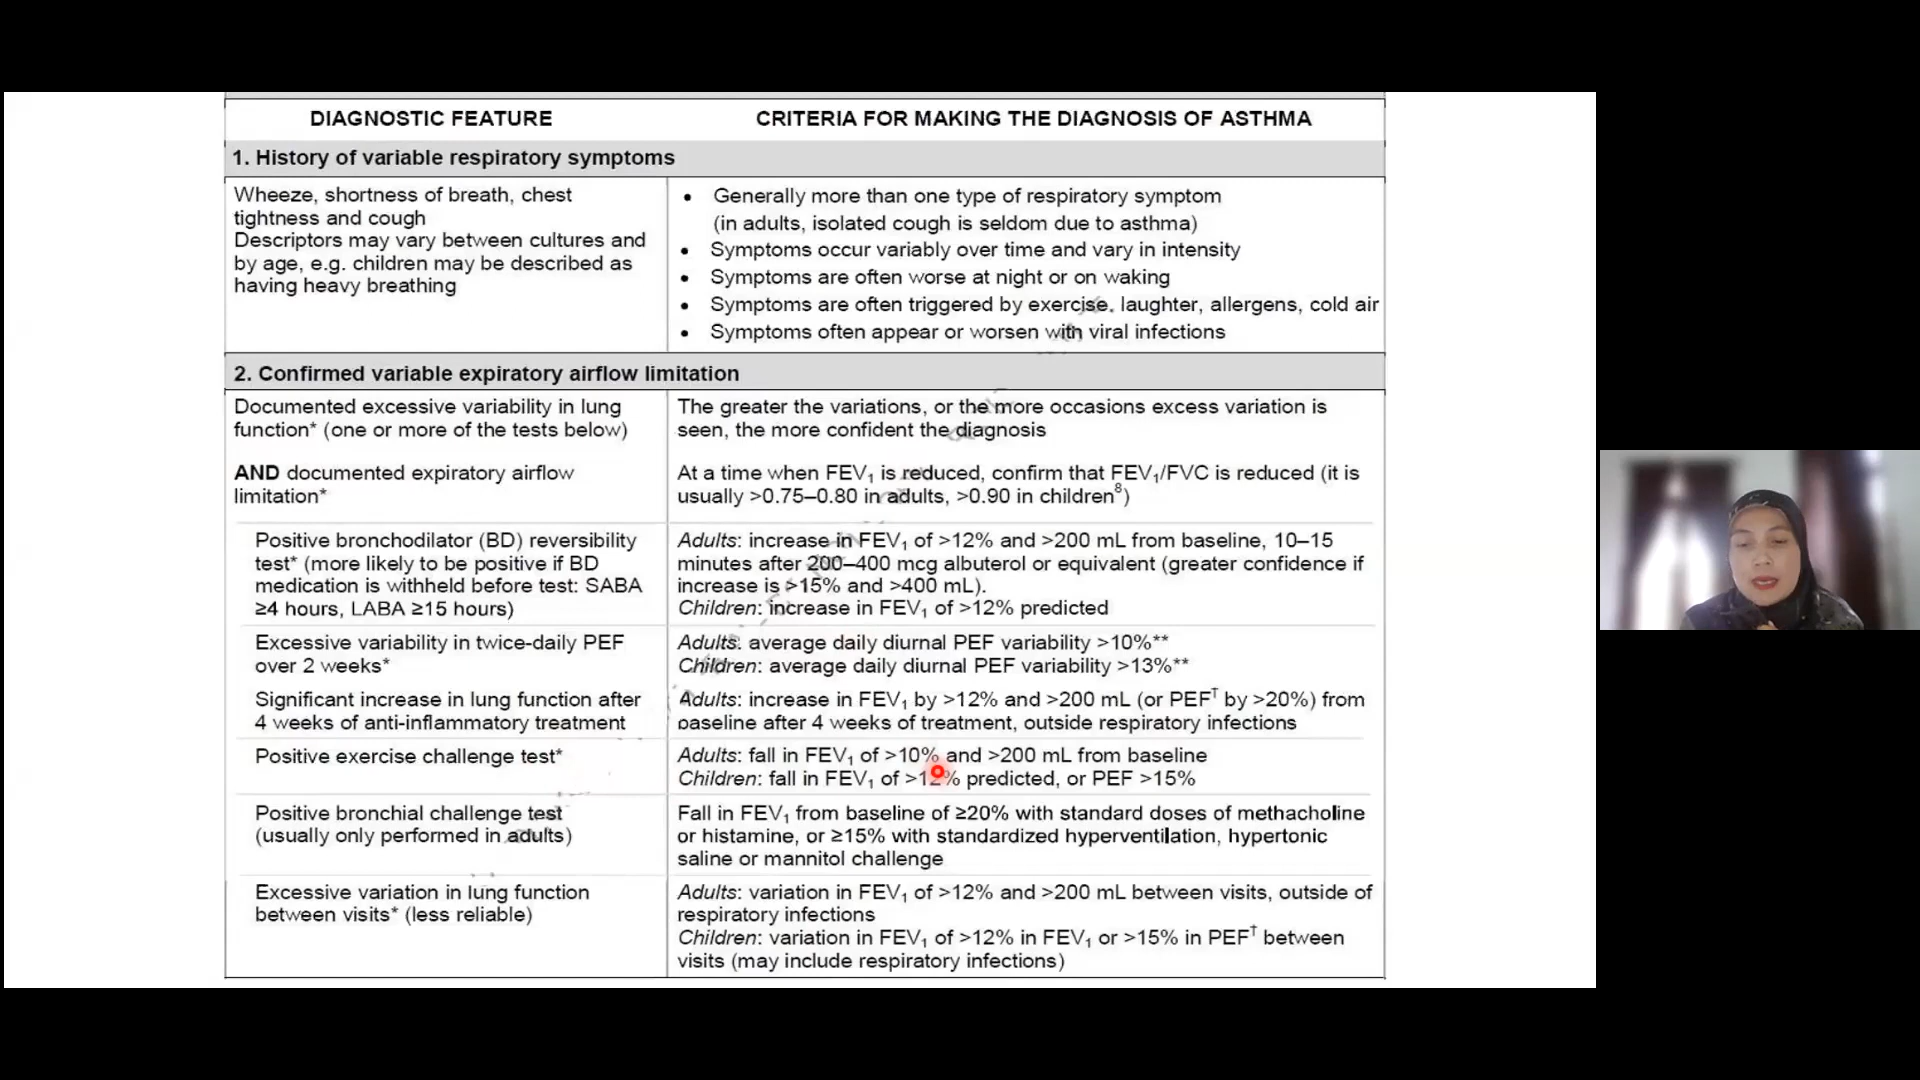 DIAGNOSTIC FEATURE
CRITERIA FOR MAKING THE DIAGNOSIS OF ASTHMA
1. History of variable respiratory symptoms
Wheeze, shortness of breath, chest
tightness and cough
Descriptors may vary between cultures and
by age, e.g. children may be described as
having heavy breathing
• Generally more than one type of respiratory symptom
(in adults, isolated cough is seldom due to asthma)
• Symptoms occur variably over time and vary in intensity
• Symptoms are often worse at night or on waking
• Symptoms are often triggered by exercise, laughter, allergens, cold air
• Symptoms often appear or worsen with viral infections
2. Confirmed variable expiratory airflow limitation
Documented excessive variability in lung
function* (one or more of the tests below)
The greater the variations, or the more occasions excess variation is
seen, the more confident the diagnosis
AND documented expiratory airflow
limitation*
At a time when FEV₁ is reduced, confirm that FEV₁/FVC is reduced (it is
usually >0.75–0.80 in adults, >0.90 in children⁸)
Positive bronchodilator (BD) reversibility
test* (more likely to be positive if BD
medication is withheld before test: SABA
≥4 hours, LABA ≥15 hours)
Adults: increase in FEV₁ of >12% and >200 mL from baseline, 10–15
minutes after 200–400 mcg albuterol or equivalent (greater confidence if
increase is >15% and >400 mL).
Children: increase in FEV₁ of >12% predicted
Excessive variability in twice-daily PEF
over 2 weeks*
Adults: average daily diurnal PEF variability >10%**
Children: average daily diurnal PEF variability >13%**
Significant increase in lung function after
4 weeks of anti-inflammatory treatment
Adults: increase in FEV₁ by >12% and >200 mL (or PEF† by >20%) from
baseline after 4 weeks of treatment, outside respiratory infections
Positive exercise challenge test*
Adults: fall in FEV₁ of >10% and >200 mL from baseline
Children: fall in FEV₁ of >12% predicted, or PEF >15%
Positive bronchial challenge test
(usually only performed in adults)
Fall in FEV₁ from baseline of ≥20% with standard doses of methacholine
or histamine, or ≥15% with standardized hyperventilation, hypertonic
saline or mannitol challenge
Excessive variation in lung function
between visits* (less reliable)
Adults: variation in FEV₁ of >12% and >200 mL between visits, outside of
respiratory infections
Children: variation in FEV₁ of >12% in FEV₁ or >15% in PEF† between
visits (may include respiratory infections)